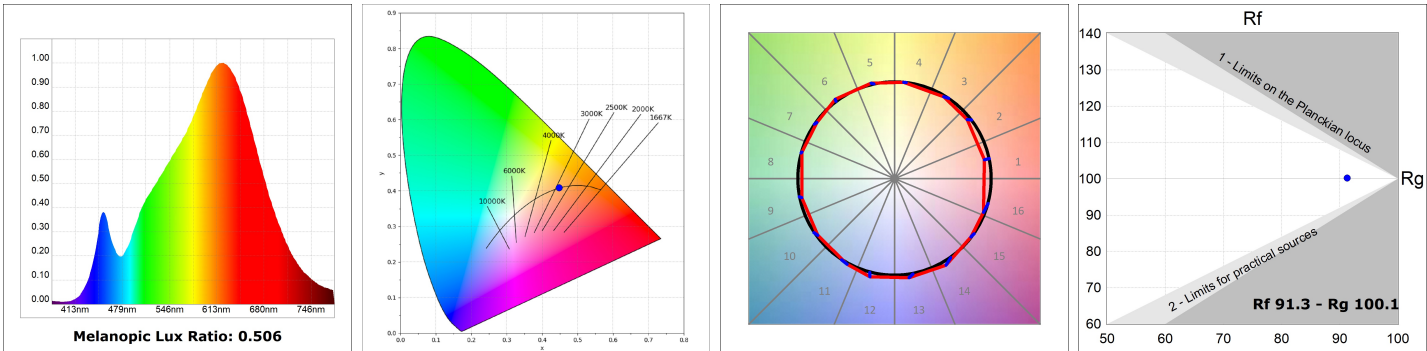 1.00
0.90
0.80
0.70
0.60
0.50
0.40
0.30
0.20
0.10
0.00
413nm 479nm 546nm 613nm 680nm 746nm
Melanopic Lux Ratio: 0.506
0.9
0.8
0.7
0.6
0.5
0.4
0.3
0.2
0.1
0.0
y
0.0 0.1 0.2 0.3 0.4 0.5 0.6 0.7 0.8
x
10000K
6000K
4000K
3000K
2500K
2000K
1667K
1
2
3
4
5
6
7
8
9
10
11
12
13
14
15
16
Rf
140
130
120
110
100
90
80
70
60
1 - Limits on the Planckian locus
Rg
2 - Limits for practical sources
Rf 91.3 - Rg 100.1
50 60 70 80 90 100